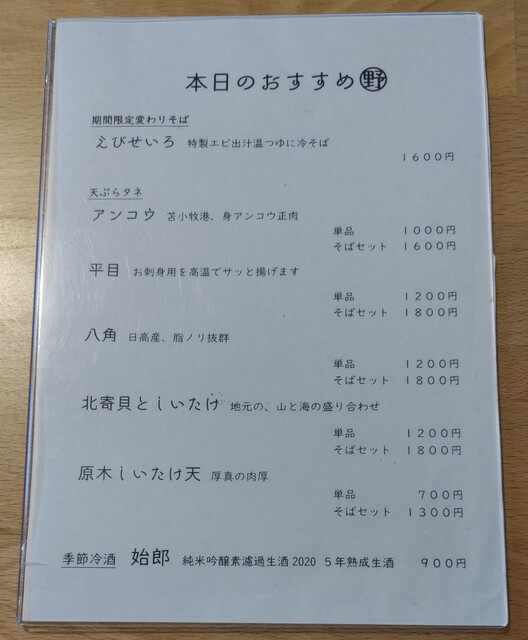 本日のおすすめ 野
期間限定変わりそば
えびせいろ 特製エビ出汁温つゆに冷そば
1600円
天ぷらタネ
アンコウ 苫小牧港、身アンコウ正肉
単品 1000円
そばセット 1600円
平目 お刺身用を高温でサッと揚げます
単品 1200円
そばセット 1800円
八角 日高産、脂ノリ抜群
単品 1200円
そばセット 1800円
北寄貝としいたけ 地元の、山と海の盛り合わせ
単品 1200円
そばセット 1800円
原木しいたけ天 厚真の肉厚
単品 700円
そばセット 1300円
季節冷酒 始郎 純米吟醸素濾過生酒2020 5年熟成生酒 900円